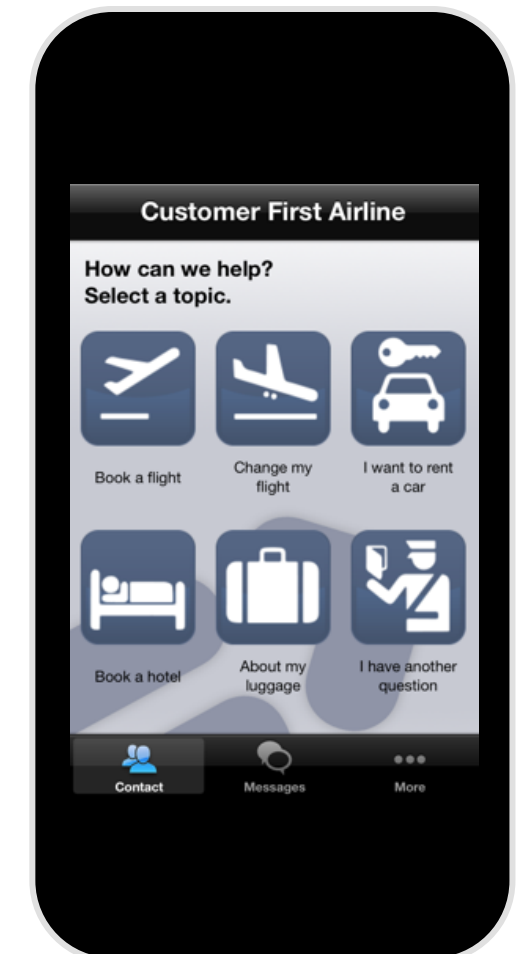 Customer First Airline
How can we help?
Select a topic.
Book a flight
Change my
flight
I want to rent
a car
Book a hotel
About my
luggage
I have another
question
Contact
Messages
More